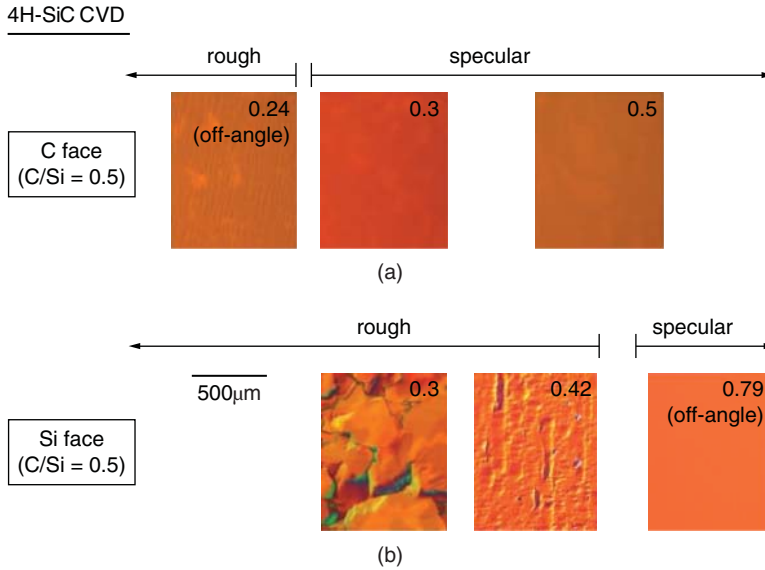 4H-SiC CVD
rough
specular
0.24
(off-angle)
0.3
0.5
C face
(C/Si = 0.5)
(a)
rough
specular
500μm
0.3
0.42
0.79
(off-angle)
Si face
(C/Si = 0.5)
(b)